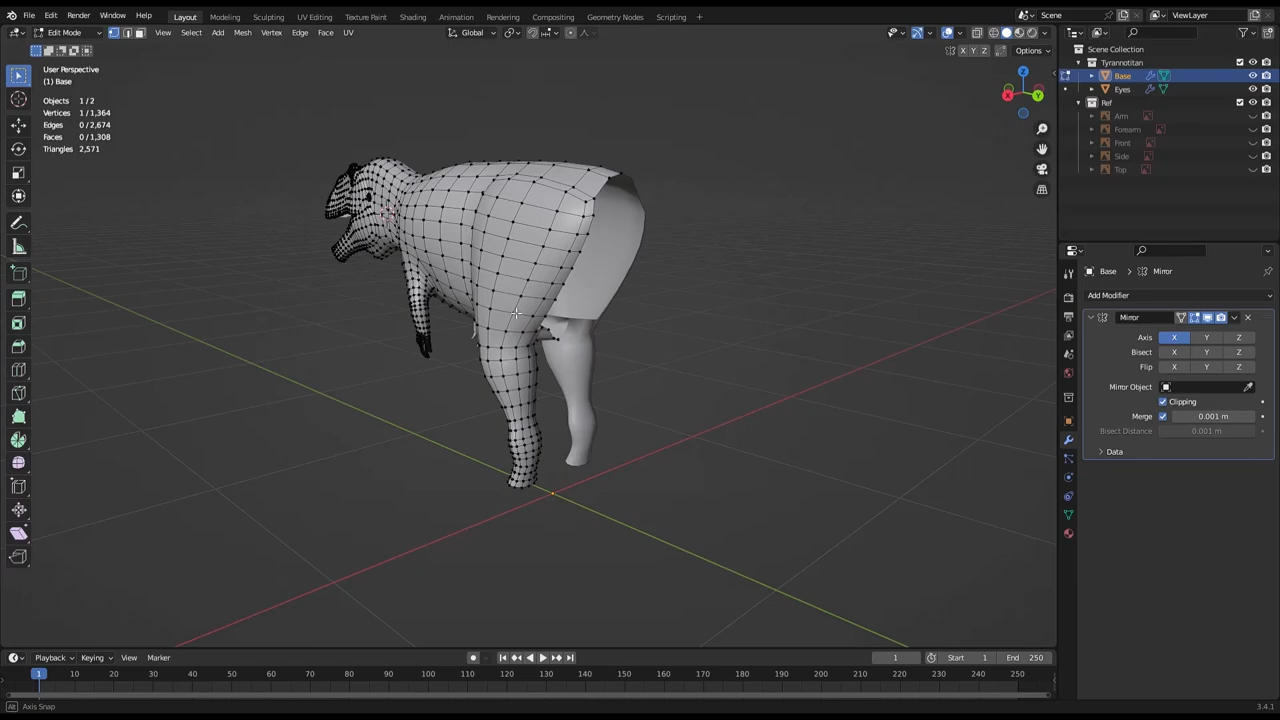 File Edit Render Window Help Layout Modeling Sculpting UV Editing Texture Paint Shading Animation Rendering Compositing Geometry Nodes Scripting + Scene ViewLayer
Edit Mode View Select Add Mesh Vertex Edge Face UV Global
X Y Z Options
User Perspective
(1) Base
Objects 1/2
Vertices 1/1,364
Edges 0/2,674
Faces 0/1,308
Triangles 2,571
Z
X Y
Scene Collection
Tyrannotitan
Base
Eyes
Ref
Arm
Forearm
Front
Side
Top
Base > Mirror
Add Modifier
Mirror
Axis X Y Z
Bisect X Y Z
Flip X Y Z
Mirror Object
Clipping
Merge 0.001 m
Bisect Distance 0.001 m
Data
Playback Keying View Marker 1 Start 1 End 250
1 10 20 30 40 50 60 70 80 90 100 110 120 130 140 150 160 170 180 190 200 210 220 230 240 250
Alt Axis Snap 3.4.1